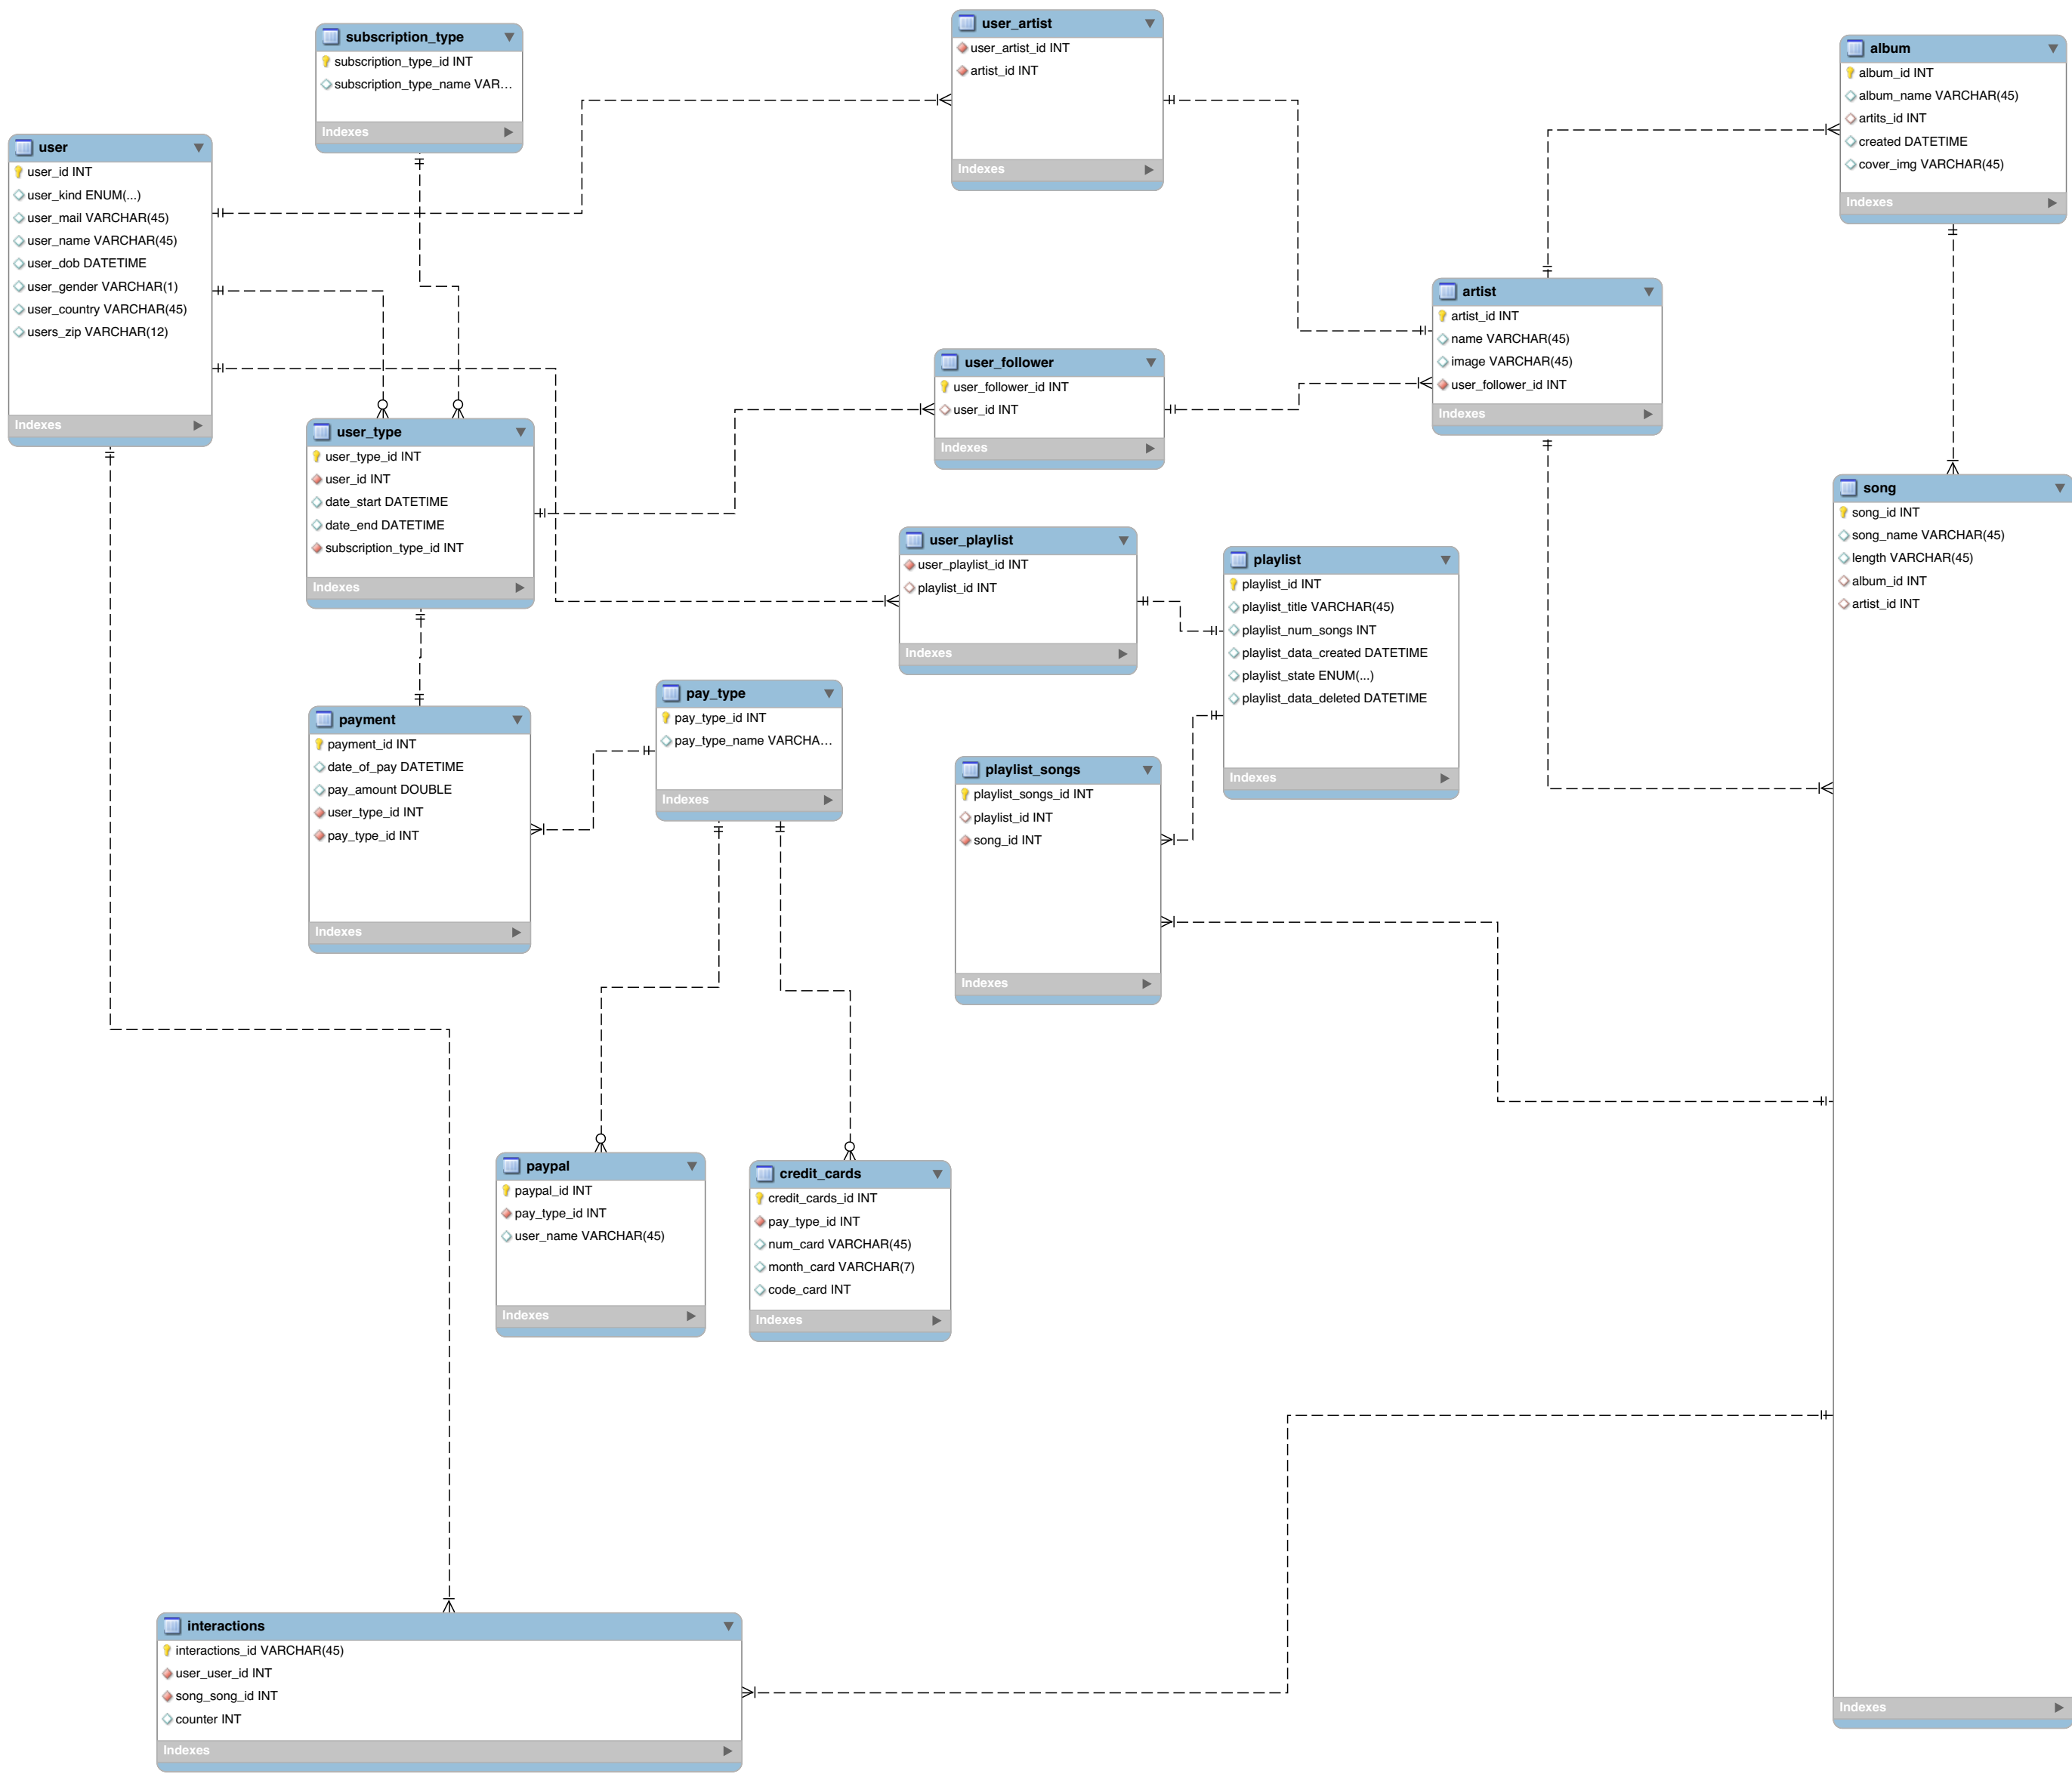 subscription_type
subscription_type_id INT
subscription_type_name VAR...
Indexes
user_artist
user_artist_id INT
artist_id INT
Indexes
album
album_id INT
album_name VARCHAR(45)
artits_id INT
created DATETIME
cover_img VARCHAR(45)
Indexes
user
user_id INT
user_kind ENUM(...)
user_mail VARCHAR(45)
user_name VARCHAR(45)
user_dob DATETIME
user_gender VARCHAR(1)
user_country VARCHAR(45)
users_zip VARCHAR(12)
Indexes
artist
artist_id INT
name VARCHAR(45)
image VARCHAR(45)
user_follower_id INT
Indexes
user_follower
user_follower_id INT
user_id INT
Indexes
user_type
user_type_id INT
user_id INT
date_start DATETIME
date_end DATETIME
subscription_type_id INT
Indexes
song
song_id INT
song_name VARCHAR(45)
length VARCHAR(45)
album_id INT
artist_id INT
Indexes
user_playlist
user_playlist_id INT
playlist_id INT
Indexes
playlist
playlist_id INT
playlist_title VARCHAR(45)
playlist_num_songs INT
playlist_data_created DATETIME
playlist_state ENUM(...)
playlist_data_deleted DATETIME
Indexes
payment
payment_id INT
date_of_pay DATETIME
pay_amount DOUBLE
user_type_id INT
pay_type_id INT
Indexes
pay_type
pay_type_id INT
pay_type_name VARCHA...
Indexes
playlist_songs
playlist_songs_id INT
playlist_id INT
song_id INT
Indexes
paypal
paypal_id INT
pay_type_id INT
user_name VARCHAR(45)
Indexes
credit_cards
credit_cards_id INT
pay_type_id INT
num_card VARCHAR(45)
month_card VARCHAR(7)
code_card INT
Indexes
interactions
interactions_id VARCHAR(45)
user_user_id INT
song_song_id INT
counter INT
Indexes